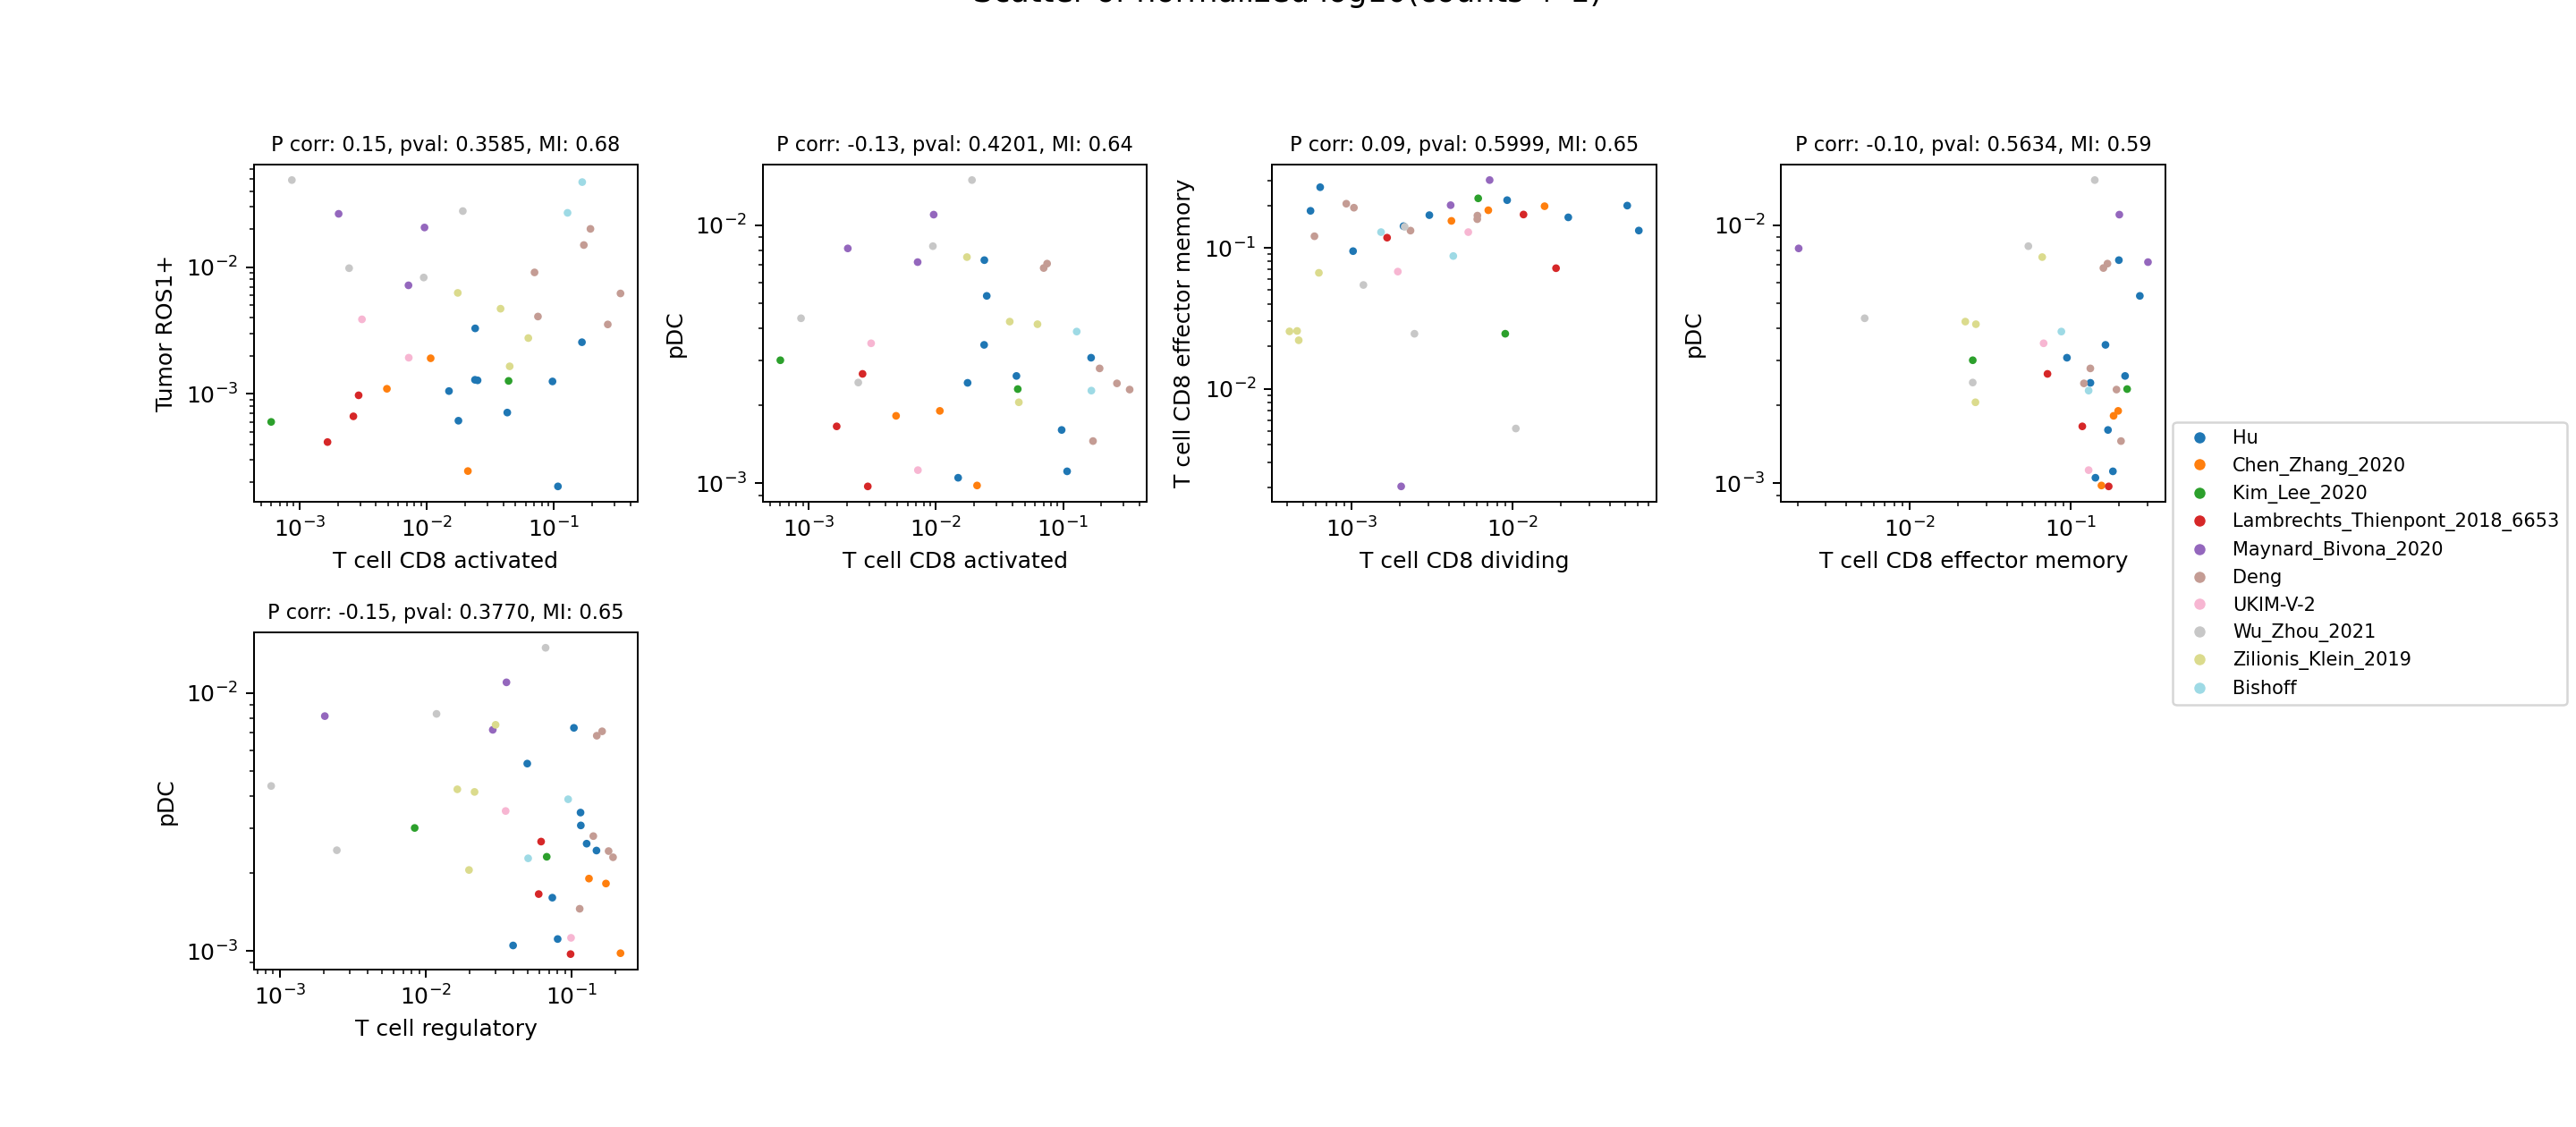 Scatter of normalized log10(counts + 1)
P corr: 0.15, pval: 0.3585, MI: 0.68
P corr: -0.13, pval: 0.4201, MI: 0.64
P corr: 0.09, pval: 0.5999, MI: 0.65
P corr: -0.10, pval: 0.5634, MI: 0.59
Tumor ROS1+
10⁻²
10⁻³
10⁻³ 10⁻² 10⁻¹
T cell CD8 activated
pDC
10⁻²
10⁻³
10⁻³ 10⁻² 10⁻¹
T cell CD8 activated
T cell CD8 effector memory
10⁻¹
10⁻²
10⁻³ 10⁻²
T cell CD8 dividing
pDC
10⁻²
10⁻³
10⁻² 10⁻¹
T cell CD8 effector memory
Hu
Chen_Zhang_2020
Kim_Lee_2020
Lambrechts_Thienpont_2018_6653
Maynard_Bivona_2020
Deng
UKIM-V-2
Wu_Zhou_2021
Zilionis_Klein_2019
Bishoff
P corr: -0.15, pval: 0.3770, MI: 0.65
pDC
10⁻²
10⁻³
10⁻³ 10⁻² 10⁻¹
T cell regulatory